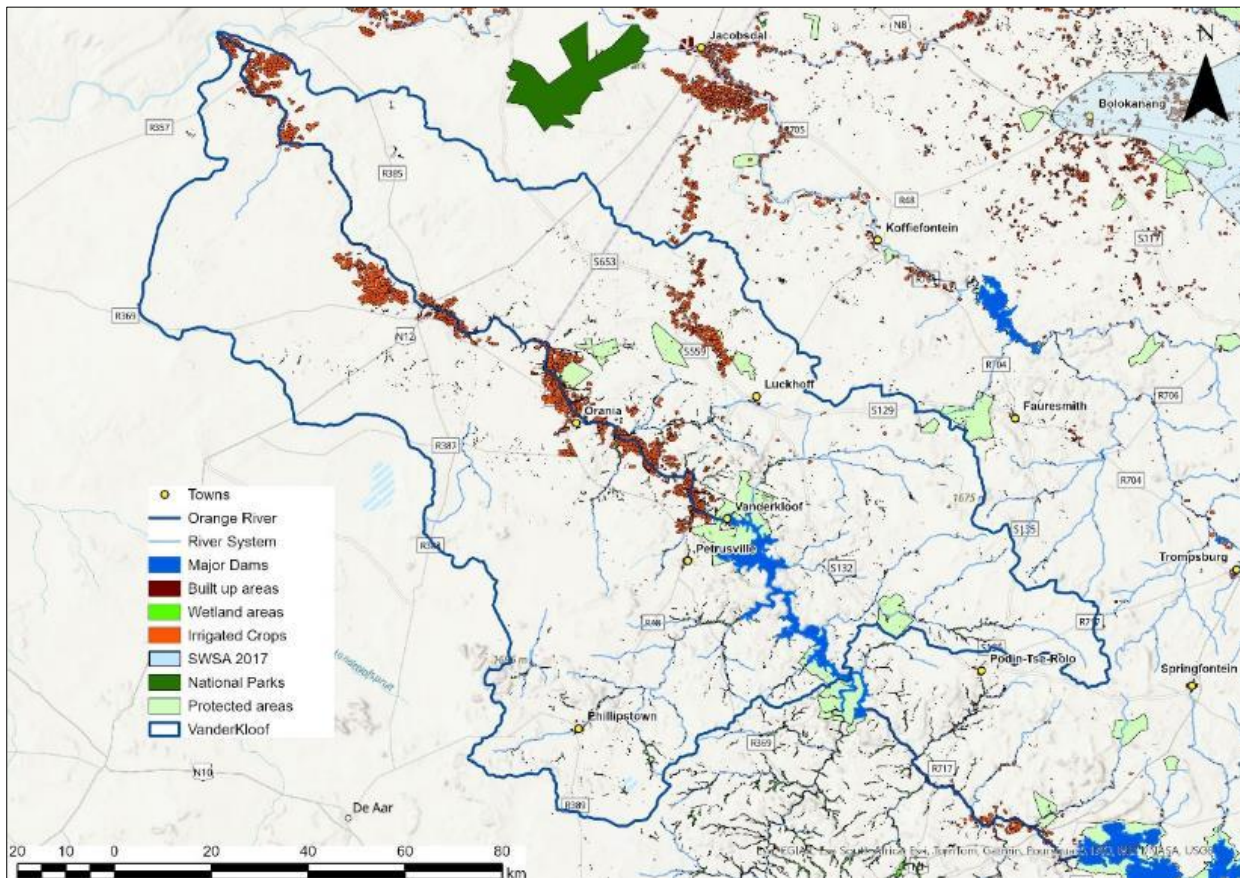 N8
Jacobsdal
N
Bolokanang
R357
R705
R385
R48
Koffiefontein
S317
S653
R369
N12
S559
R704
Luckhoff
R706
S129
Fauresmith
Orania
R387
R704
1675 m
Towns
Orange River
River System
Major Dams
Built up areas
Wetland areas
Irrigated Crops
SWSA 2017
National Parks
Protected areas
VanderKloof
Vanderkloof
S135
Petrusville
S132
Trompsburg
R48
R717
Podin-Tse-Rolo
Springfontein
Phillipstown
R369
R717
N10
R389
De Aar
20 0 20 40 60 80
km